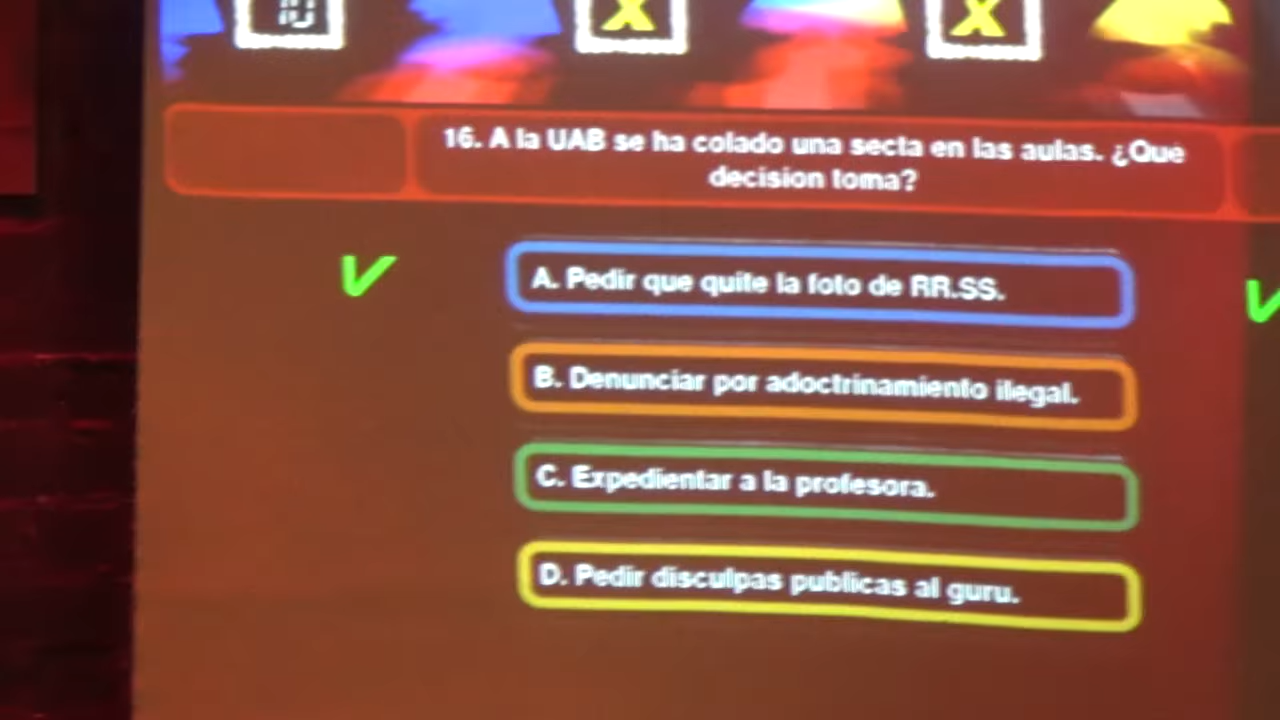 X X
16. A la UAB se ha colado una secta en las aulas. ¿Que
decision toma?
A. Pedir que quite la foto de RR.SS.
B. Denunciar por adoctrinamiento ilegal.
C. Expedientar a la profesora.
D. Pedir disculpas publicas al guru.